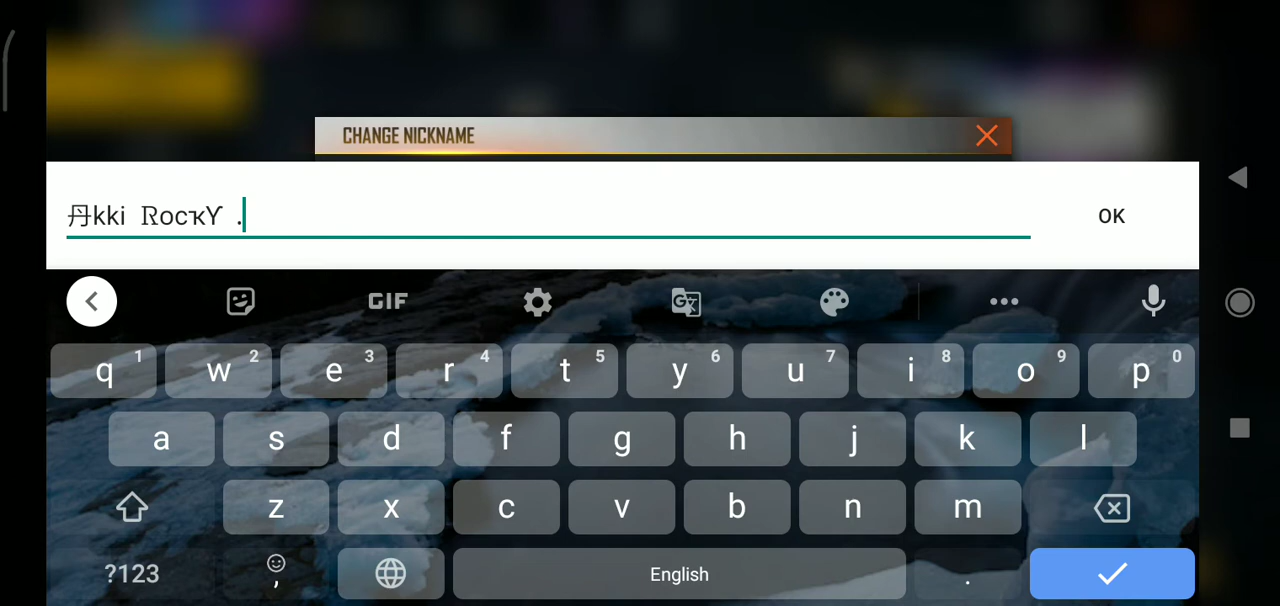 CHANGE NICKNAME
丹kki ᖇocҡƳ .
OK
GIF
q 1 w 2 e 3 r 4 t 5 y 6 u 7 i 8 o 9 p 0
a s d f g h j k l
z x c v b n m
?123 , English .